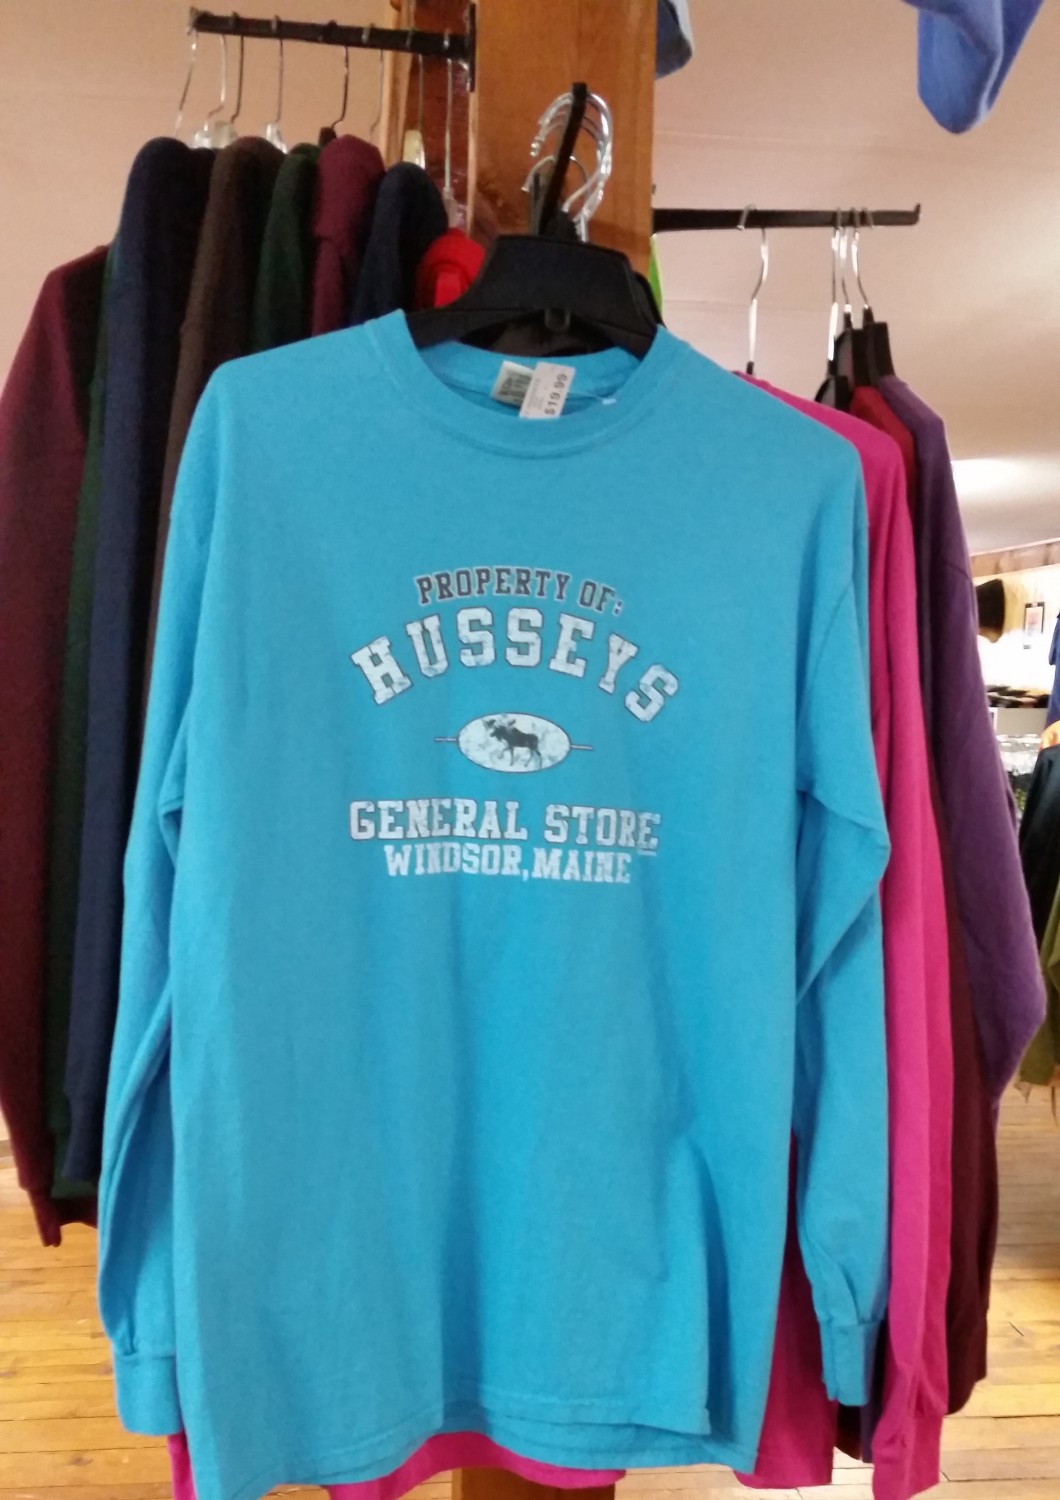 $19.99
PROPERTY OF:
HUSSEYS
GENERAL STORE
WINDSOR, MAINE